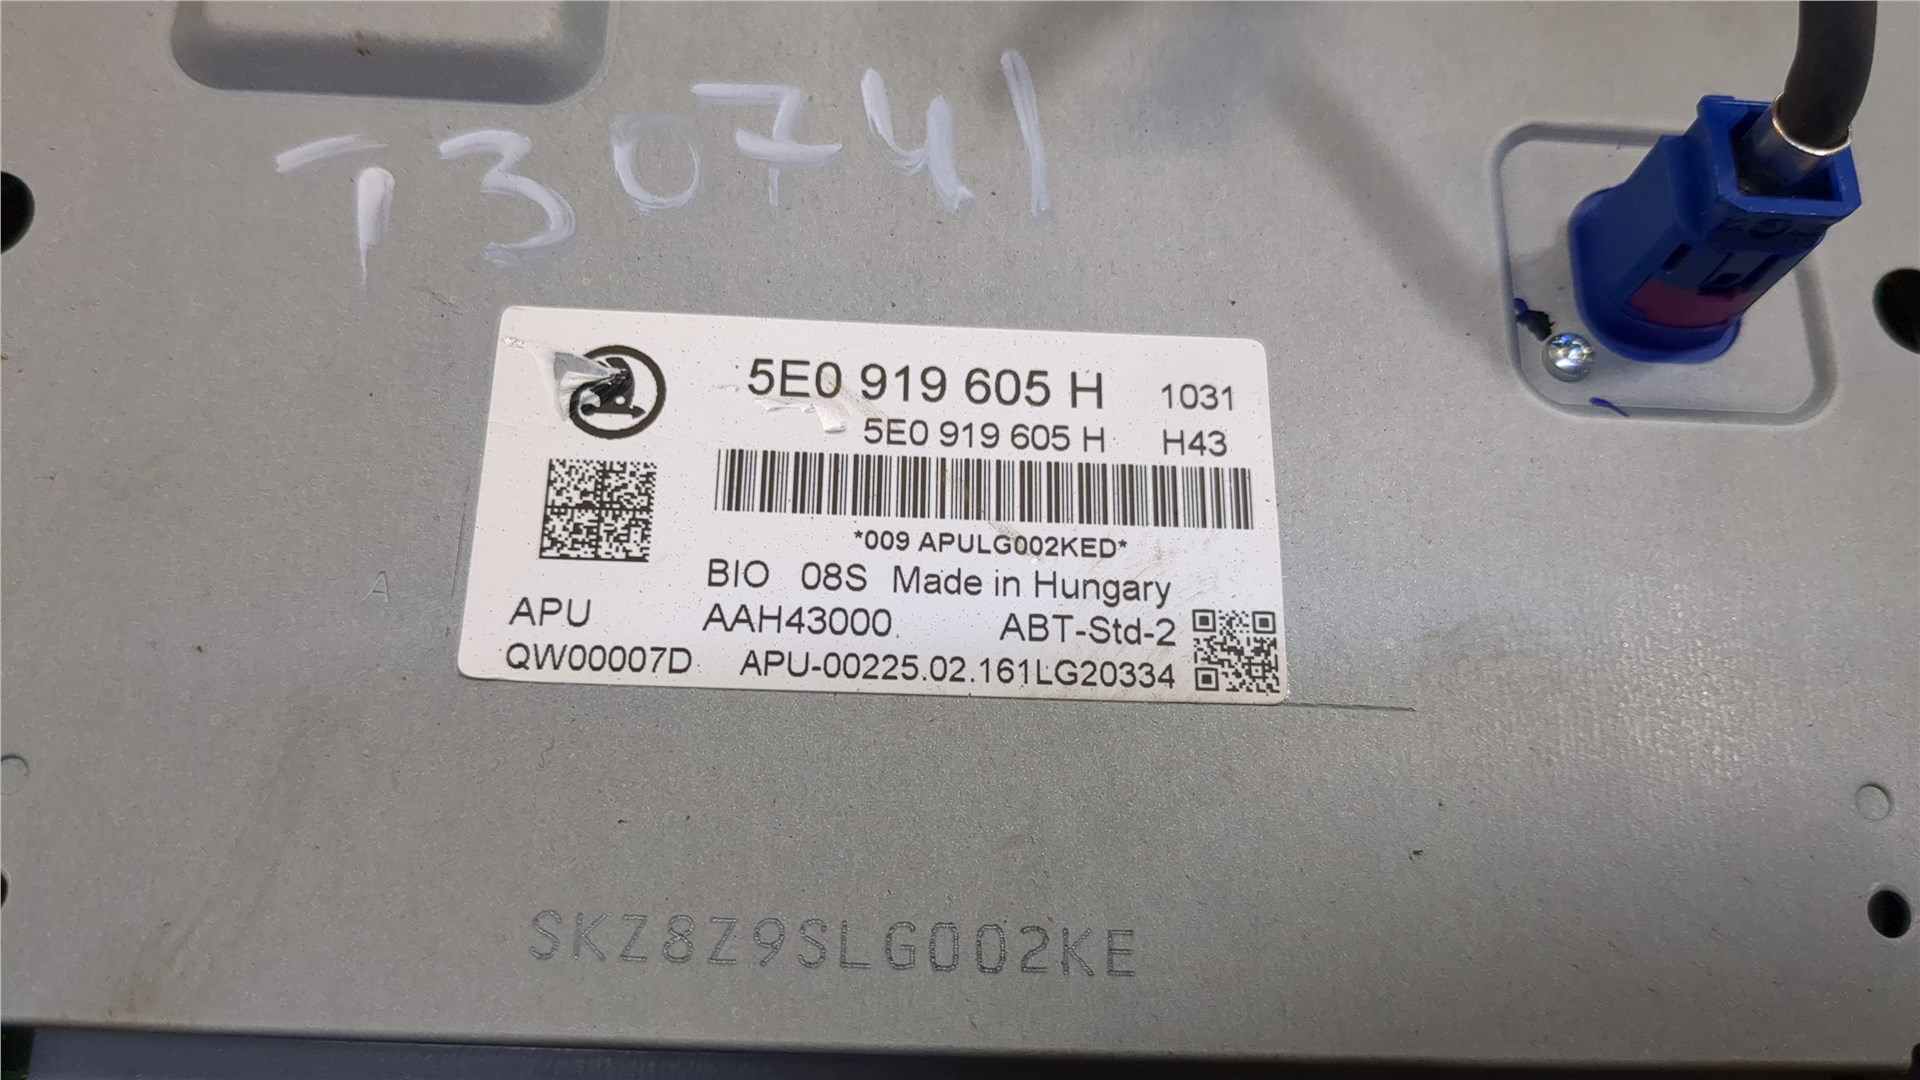 T30741
5E0 919 605 H 1031
5E0 919 605 H H43
*009 APULG002KED*
BIO 08S Made in Hungary
APU AAH43000 ABT-Std-2
QW00007D APU-00225.02.161LG20334
A
SKZ8Z9SLG002KE